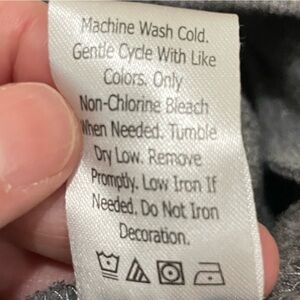 Machine Wash Cold.
Gentle Cycle With Like
Colors. Only
Non-Chlorine Bleach
When Needed. Tumble
Dry Low. Remove
Promptly. Low Iron If
Needed. Do Not Iron
Decoration.